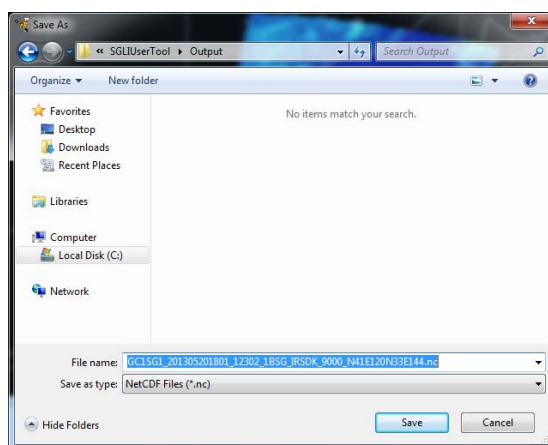 Save As
« SGLIUserTool ▸ Output
Search Output
Organize
New folder
Favorites
Desktop
Downloads
Recent Places
Libraries
Computer
Local Disk (C:)
Network
No items match your search.
File name: GC1SG1_201305201801_12302_1BSG_IRSDK_9000_N41E120N33E144.nc
Save as type: NetCDF Files (*.nc)
Hide Folders
Save
Cancel